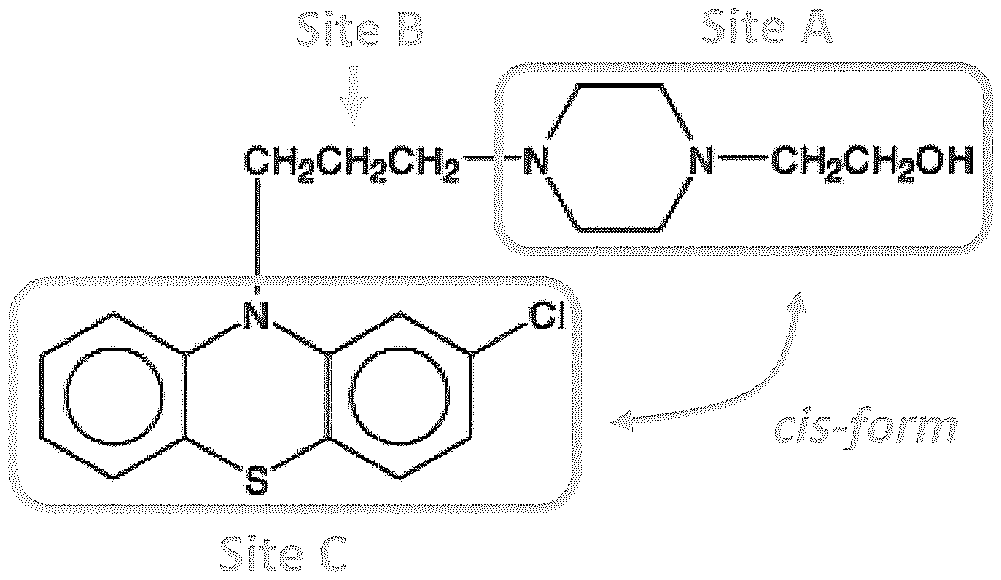 Site B
Site A
CH₂CH₂CH₂ N N CH₂CH₂OH
N Cl
cis-form
S
Site C